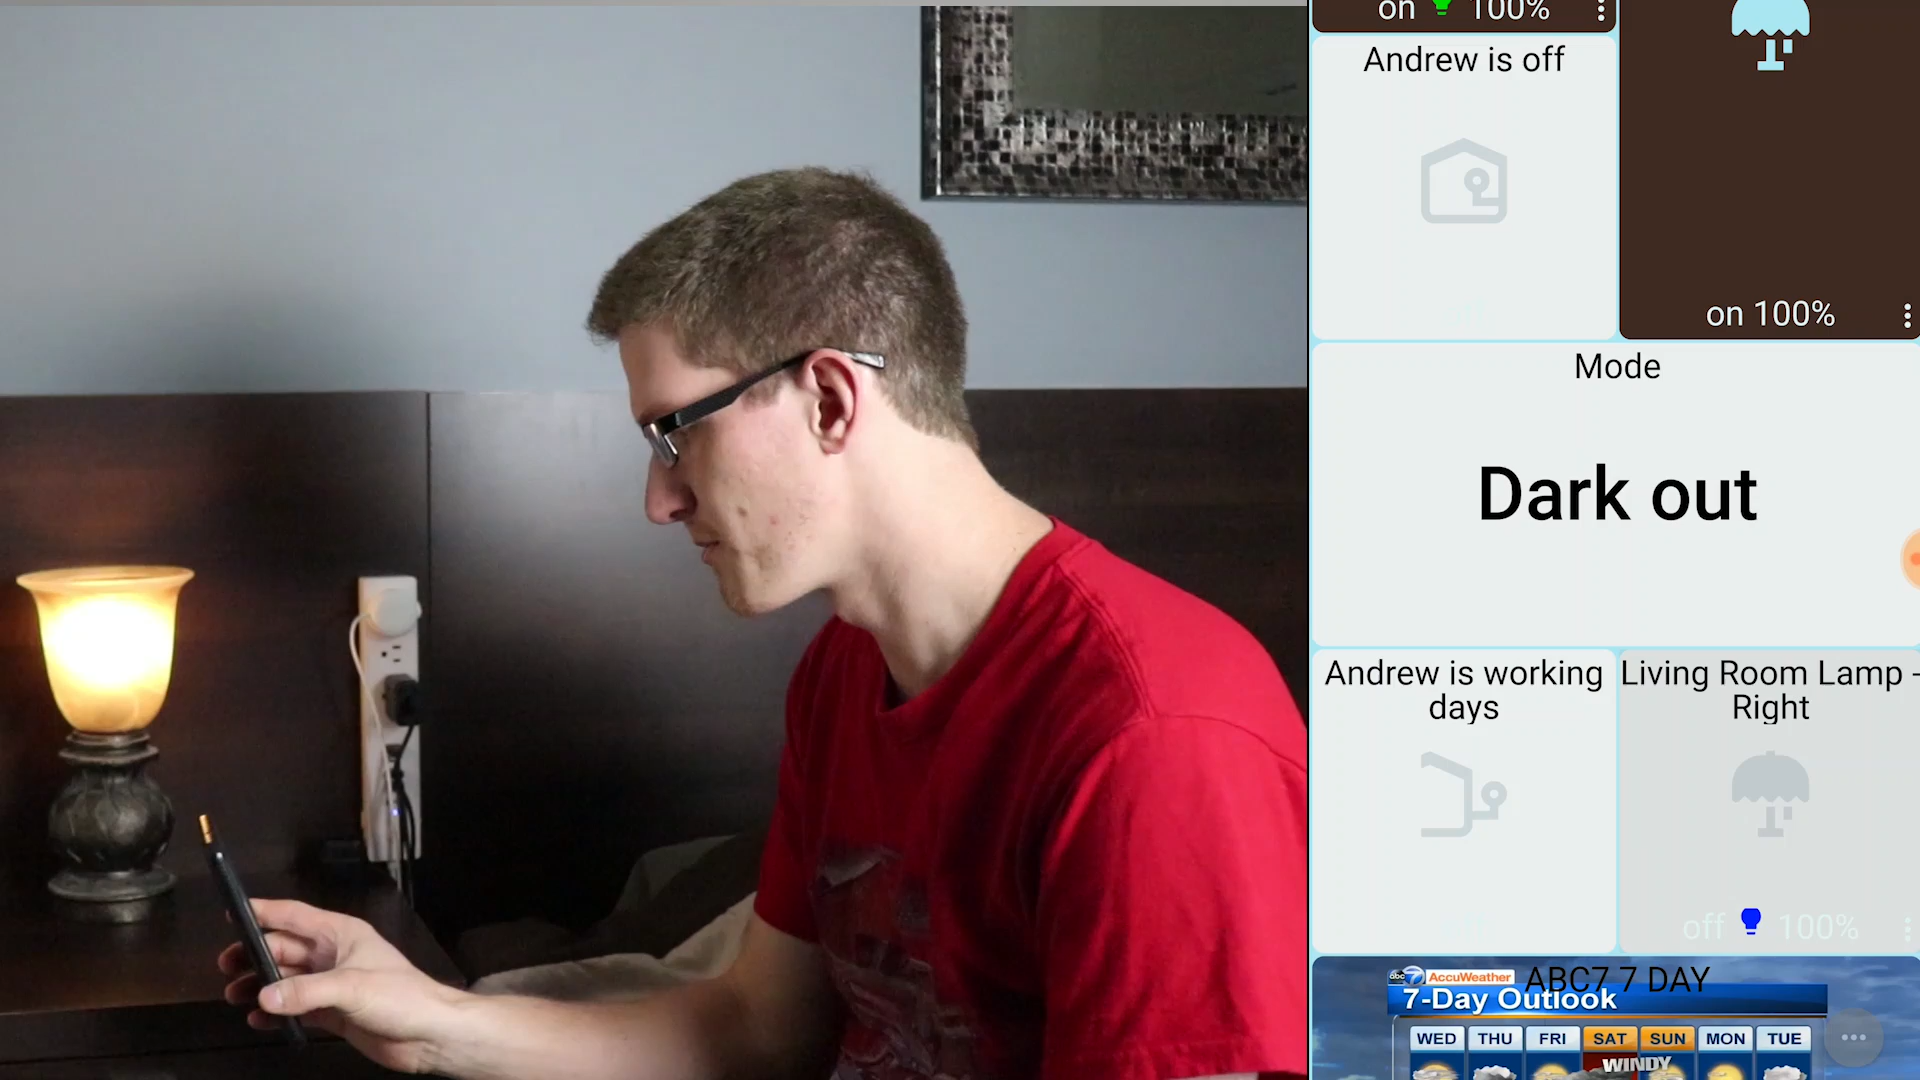 on 100%
Andrew is off
on 100%
Mode
Dark out
Andrew is working
days
Living Room Lamp -
Right
off 100%
abc7 AccuWeather ABC7 7 DAY
7-Day Outlook
WED THU FRI SAT SUN MON TUE
WINDY